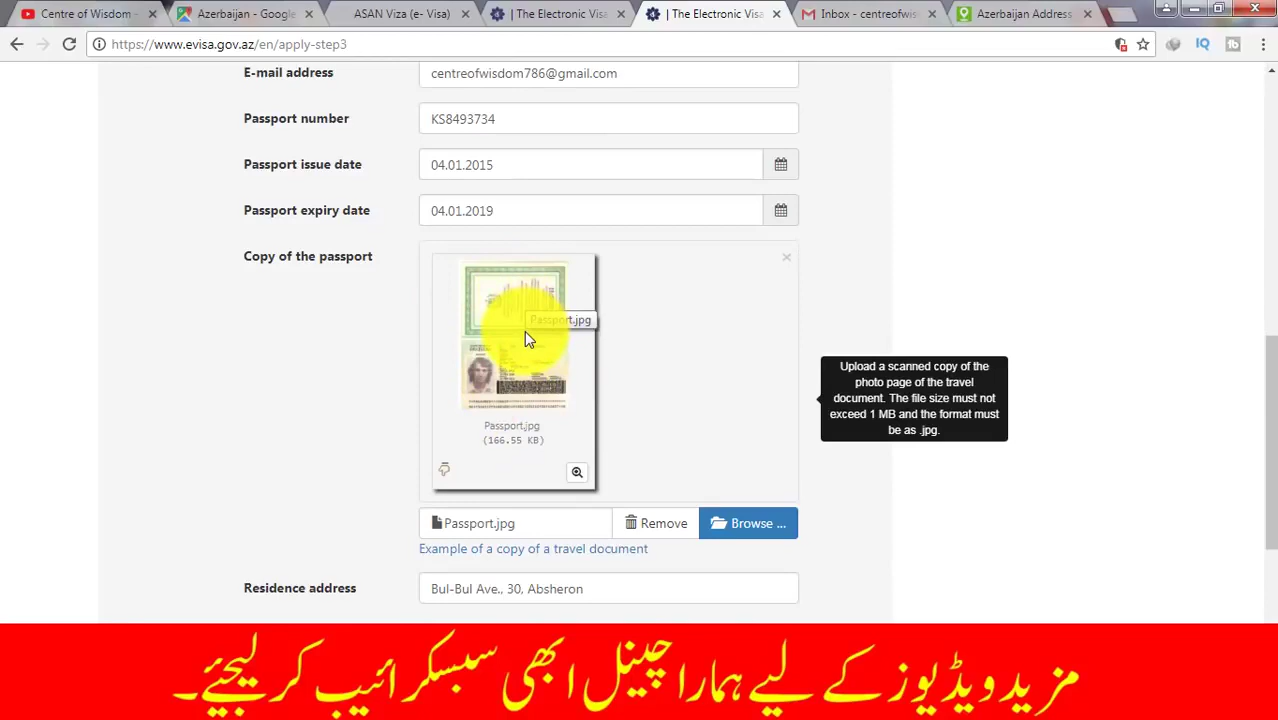 Centre of Wisdom -
Azerbaijan - Google
ASAN Viza (e- Visa)
| The Electronic Visa
| The Electronic Visa
Inbox - centreofwis
Azerbaijan Address
https://www.evisa.gov.az/en/apply-step3
E-mail address
centreofwisdom786@gmail.com
Passport number
KS8493734
Passport issue date
04.01.2015
Passport expiry date
04.01.2019
Copy of the passport
Passport.jpg
Passport.jpg
(166.55 KB)
Upload a scanned copy of the
photo page of the travel
document. The file size must not
exceed 1 MB and the format must
be as .jpg.
Passport.jpg
Remove
Browse ...
Example of a copy of a travel document
Residence address
Bul-Bul Ave., 30, Absheron
مزید ویڈیوز کے لیے ہمارا چینل ابھی سبسکرائیب کر لیجئے۔